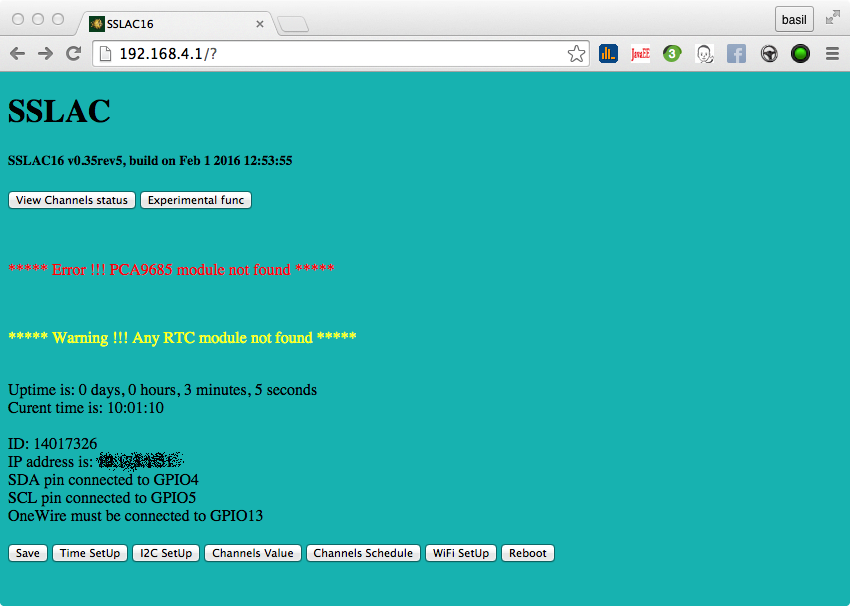 SSLAC16
basil
192.168.4.1/?
JavaEE
3
SSLAC
SSLAC16 v0.35rev5, build on Feb 1 2016 12:53:55
View Channels status Experimental func
***** Error !!! PCA9685 module not found *****
***** Warning !!! Any RTC module not found *****
Uptime is: 0 days, 0 hours, 3 minutes, 5 seconds
Curent time is: 10:01:10
ID: 14017326
IP address is:
SDA pin connected to GPIO4
SCL pin connected to GPIO5
OneWire must be connected to GPIO13
Save Time SetUp I2C SetUp Channels Value Channels Schedule WiFi SetUp Reboot